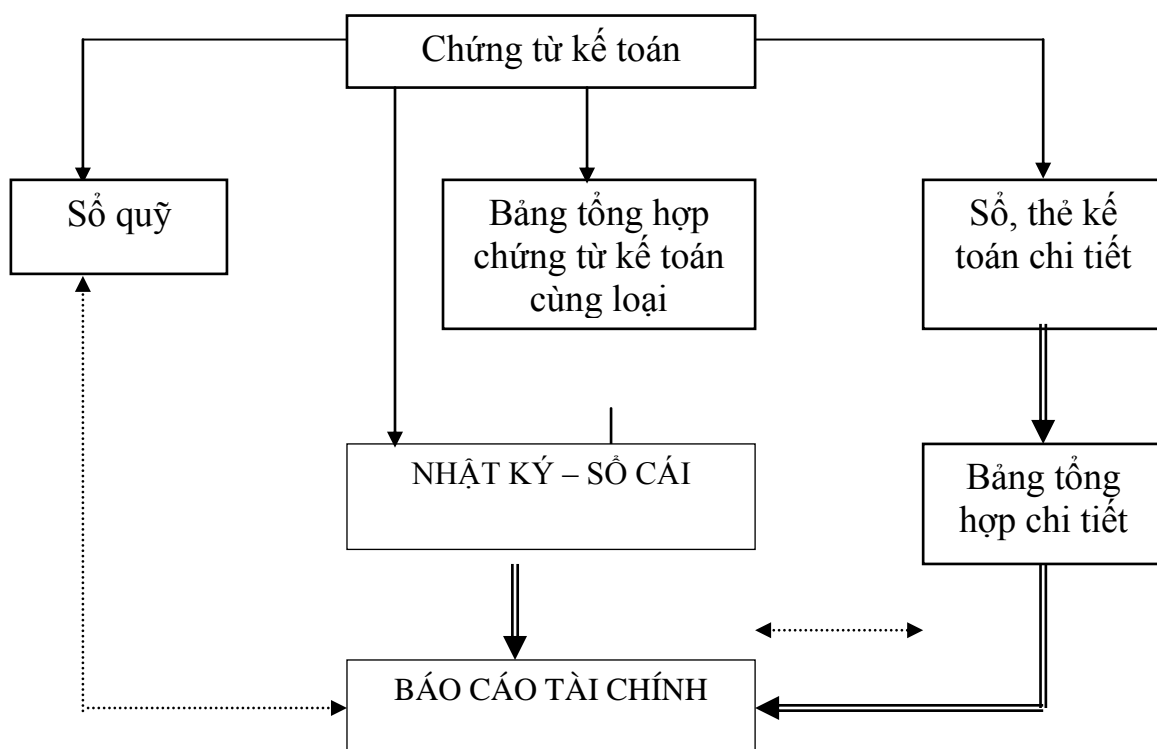 Chứng từ kế toán
Sổ quỹ
Bảng tổng hợp
chứng từ kế toán
cùng loại
Sổ, thẻ kế
toán chi tiết
NHẬT KÝ – SỔ CÁI
Bảng tổng
hợp chi tiết
BÁO CÁO TÀI CHÍNH